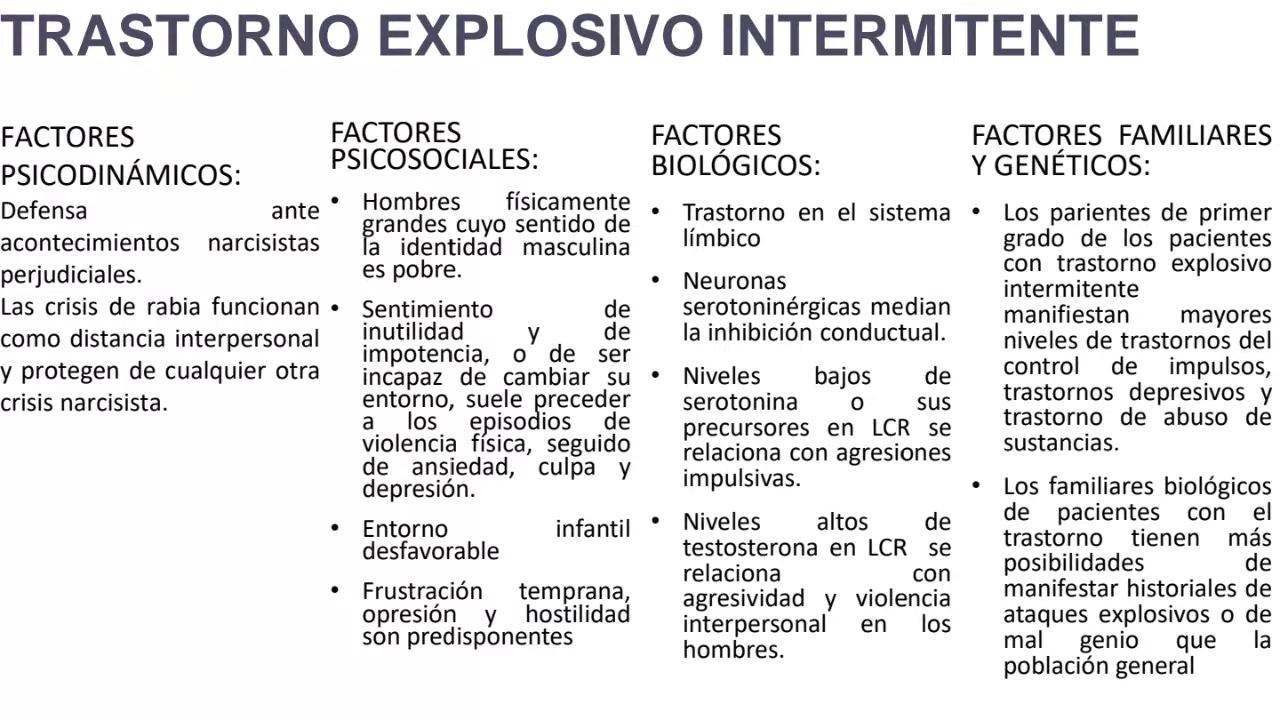 TRASTORNO EXPLOSIVO INTERMITENTE
FACTORES
PSICODINÁMICOS:
Defensa ante
acontecimientos narcisistas
perjudiciales.
Las crisis de rabia funcionan
como distancia interpersonal
y protegen de cualquier otra
crisis narcisista.
FACTORES
PSICOSOCIALES:
• Hombres físicamente
grandes cuyo sentido de
la identidad masculina
es pobre.
• Sentimiento de
inutilidad y de
impotencia, o de ser
incapaz de cambiar su
entorno, suele preceder
a los episodios de
violencia física, seguido
de ansiedad, culpa y
depresión.
• Entorno infantil
desfavorable
• Frustración temprana,
opresión y hostilidad
son predisponentes
FACTORES
BIOLÓGICOS:
• Trastorno en el sistema
límbico
• Neuronas
serotoninérgicas median
la inhibición conductual.
• Niveles bajos de
serotonina o sus
precursores en LCR se
relaciona con agresiones
impulsivas.
• Niveles altos de
testosterona en LCR se
relaciona con
agresividad y violencia
interpersonal en los
hombres.
FACTORES FAMILIARES
Y GENÉTICOS:
• Los parientes de primer
grado de los pacientes
con trastorno explosivo
intermitente
manifiestan mayores
niveles de trastornos del
control de impulsos,
trastornos depresivos y
trastorno de abuso de
sustancias.
• Los familiares biológicos
de pacientes con el
trastorno tienen más
posibilidades de
manifestar historiales de
ataques explosivos o de
mal genio que la
población general